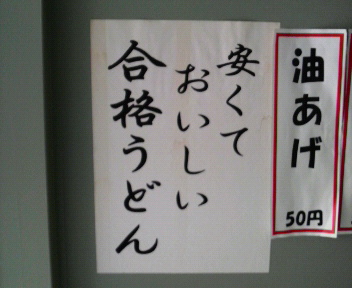 安くて
おいしい
合格うどん
油あげ
50円